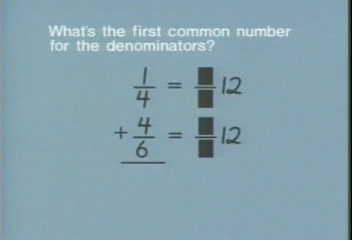 What's the first common number
for the denominators?
1/4 = 12
+ 4/6 = 12